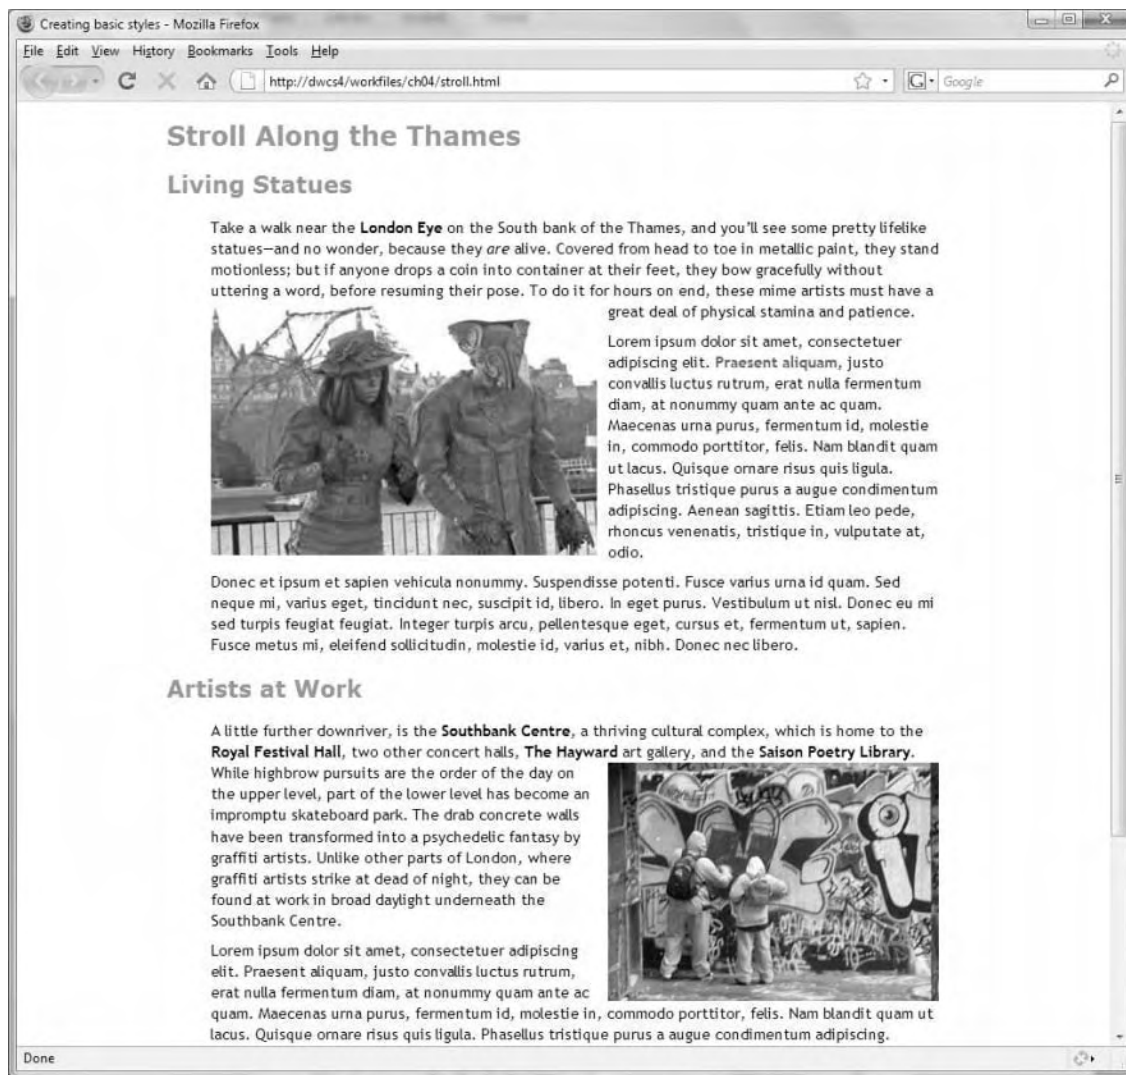 Creating basic styles - Mozilla Firefox
File Edit View History Bookmarks Tools Help
http://dwcs4/workfiles/ch04/stroll.html
G Google
Stroll Along the Thames
Living Statues
Take a walk near the London Eye on the South bank of the Thames, and you'll see some pretty lifelike
statues—and no wonder, because they are alive. Covered from head to toe in metallic paint, they stand
motionless; but if anyone drops a coin into container at their feet, they bow gracefully without
uttering a word, before resuming their pose. To do it for hours on end, these mime artists must have a
great deal of physical stamina and patience.
Lorem ipsum dolor sit amet, consectetuer
adipiscing elit. Praesent aliquam, justo
convallis luctus rutrum, erat nulla fermentum
diam, at nonummy quam ante ac quam.
Maecenas urna purus, fermentum id, molestie
in, commodo porttitor, felis. Nam blandit quam
ut lacus. Quisque ornare risus quis ligula.
Phasellus tristique purus a augue condimentum
adipiscing. Aenean sagittis. Etiam leo pede,
rhoncus venenatis, tristique in, vulputate at,
odio.
Donec et ipsum et sapien vehicula nonummy. Suspendisse potenti. Fusce varius urna id quam. Sed
neque mi, varius eget, tincidunt nec, suscipit id, libero. In eget purus. Vestibulum ut nisl. Donec eu mi
sed turpis feugiat feugiat. Integer turpis arcu, pellentesque eget, cursus et, fermentum ut, sapien.
Fusce metus mi, eleifend sollicitudin, molestie id, varius et, nibh. Donec nec libero.
Artists at Work
A little further downriver, is the Southbank Centre, a thriving cultural complex, which is home to the
Royal Festival Hall, two other concert halls, The Hayward art gallery, and the Saison Poetry Library.
While highbrow pursuits are the order of the day on
the upper level, part of the lower level has become an
impromptu skateboard park. The drab concrete walls
have been transformed into a psychedelic fantasy by
graffiti artists. Unlike other parts of London, where
graffiti artists strike at dead of night, they can be
found at work in broad daylight underneath the
Southbank Centre.
Lorem ipsum dolor sit amet, consectetuer adipiscing
elit. Praesent aliquam, justo convallis luctus rutrum,
erat nulla fermentum diam, at nonummy quam ante ac
quam. Maecenas urna purus, fermentum id, molestie in, commodo porttitor, felis. Nam blandit quam ut
lacus. Quisque ornare risus quis ligula. Phasellus tristique purus a augue condimentum adipiscing.
Done